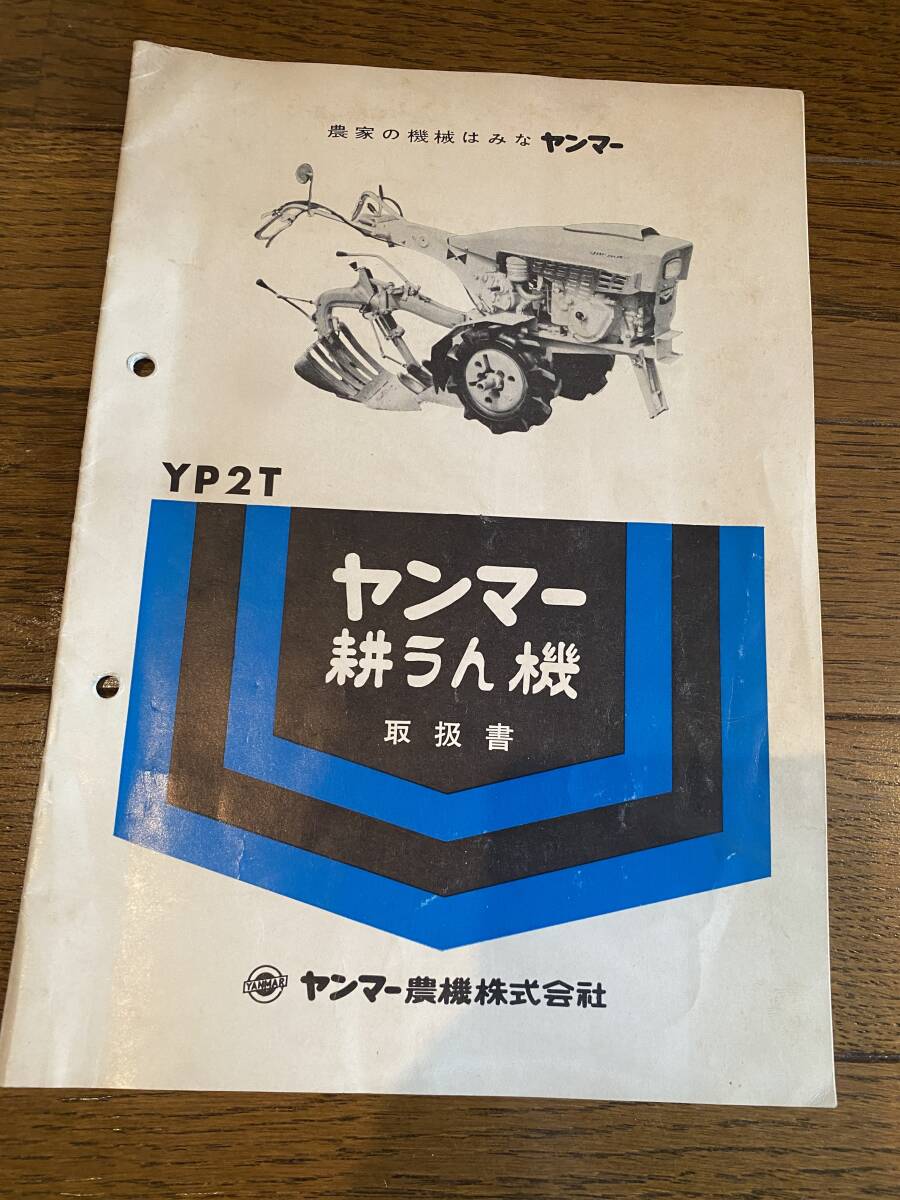 農家の機械はみなヤンマー
YP2T
ヤンマー
耕うん機
取扱書
YANMAR
ヤンマー農機株式会社